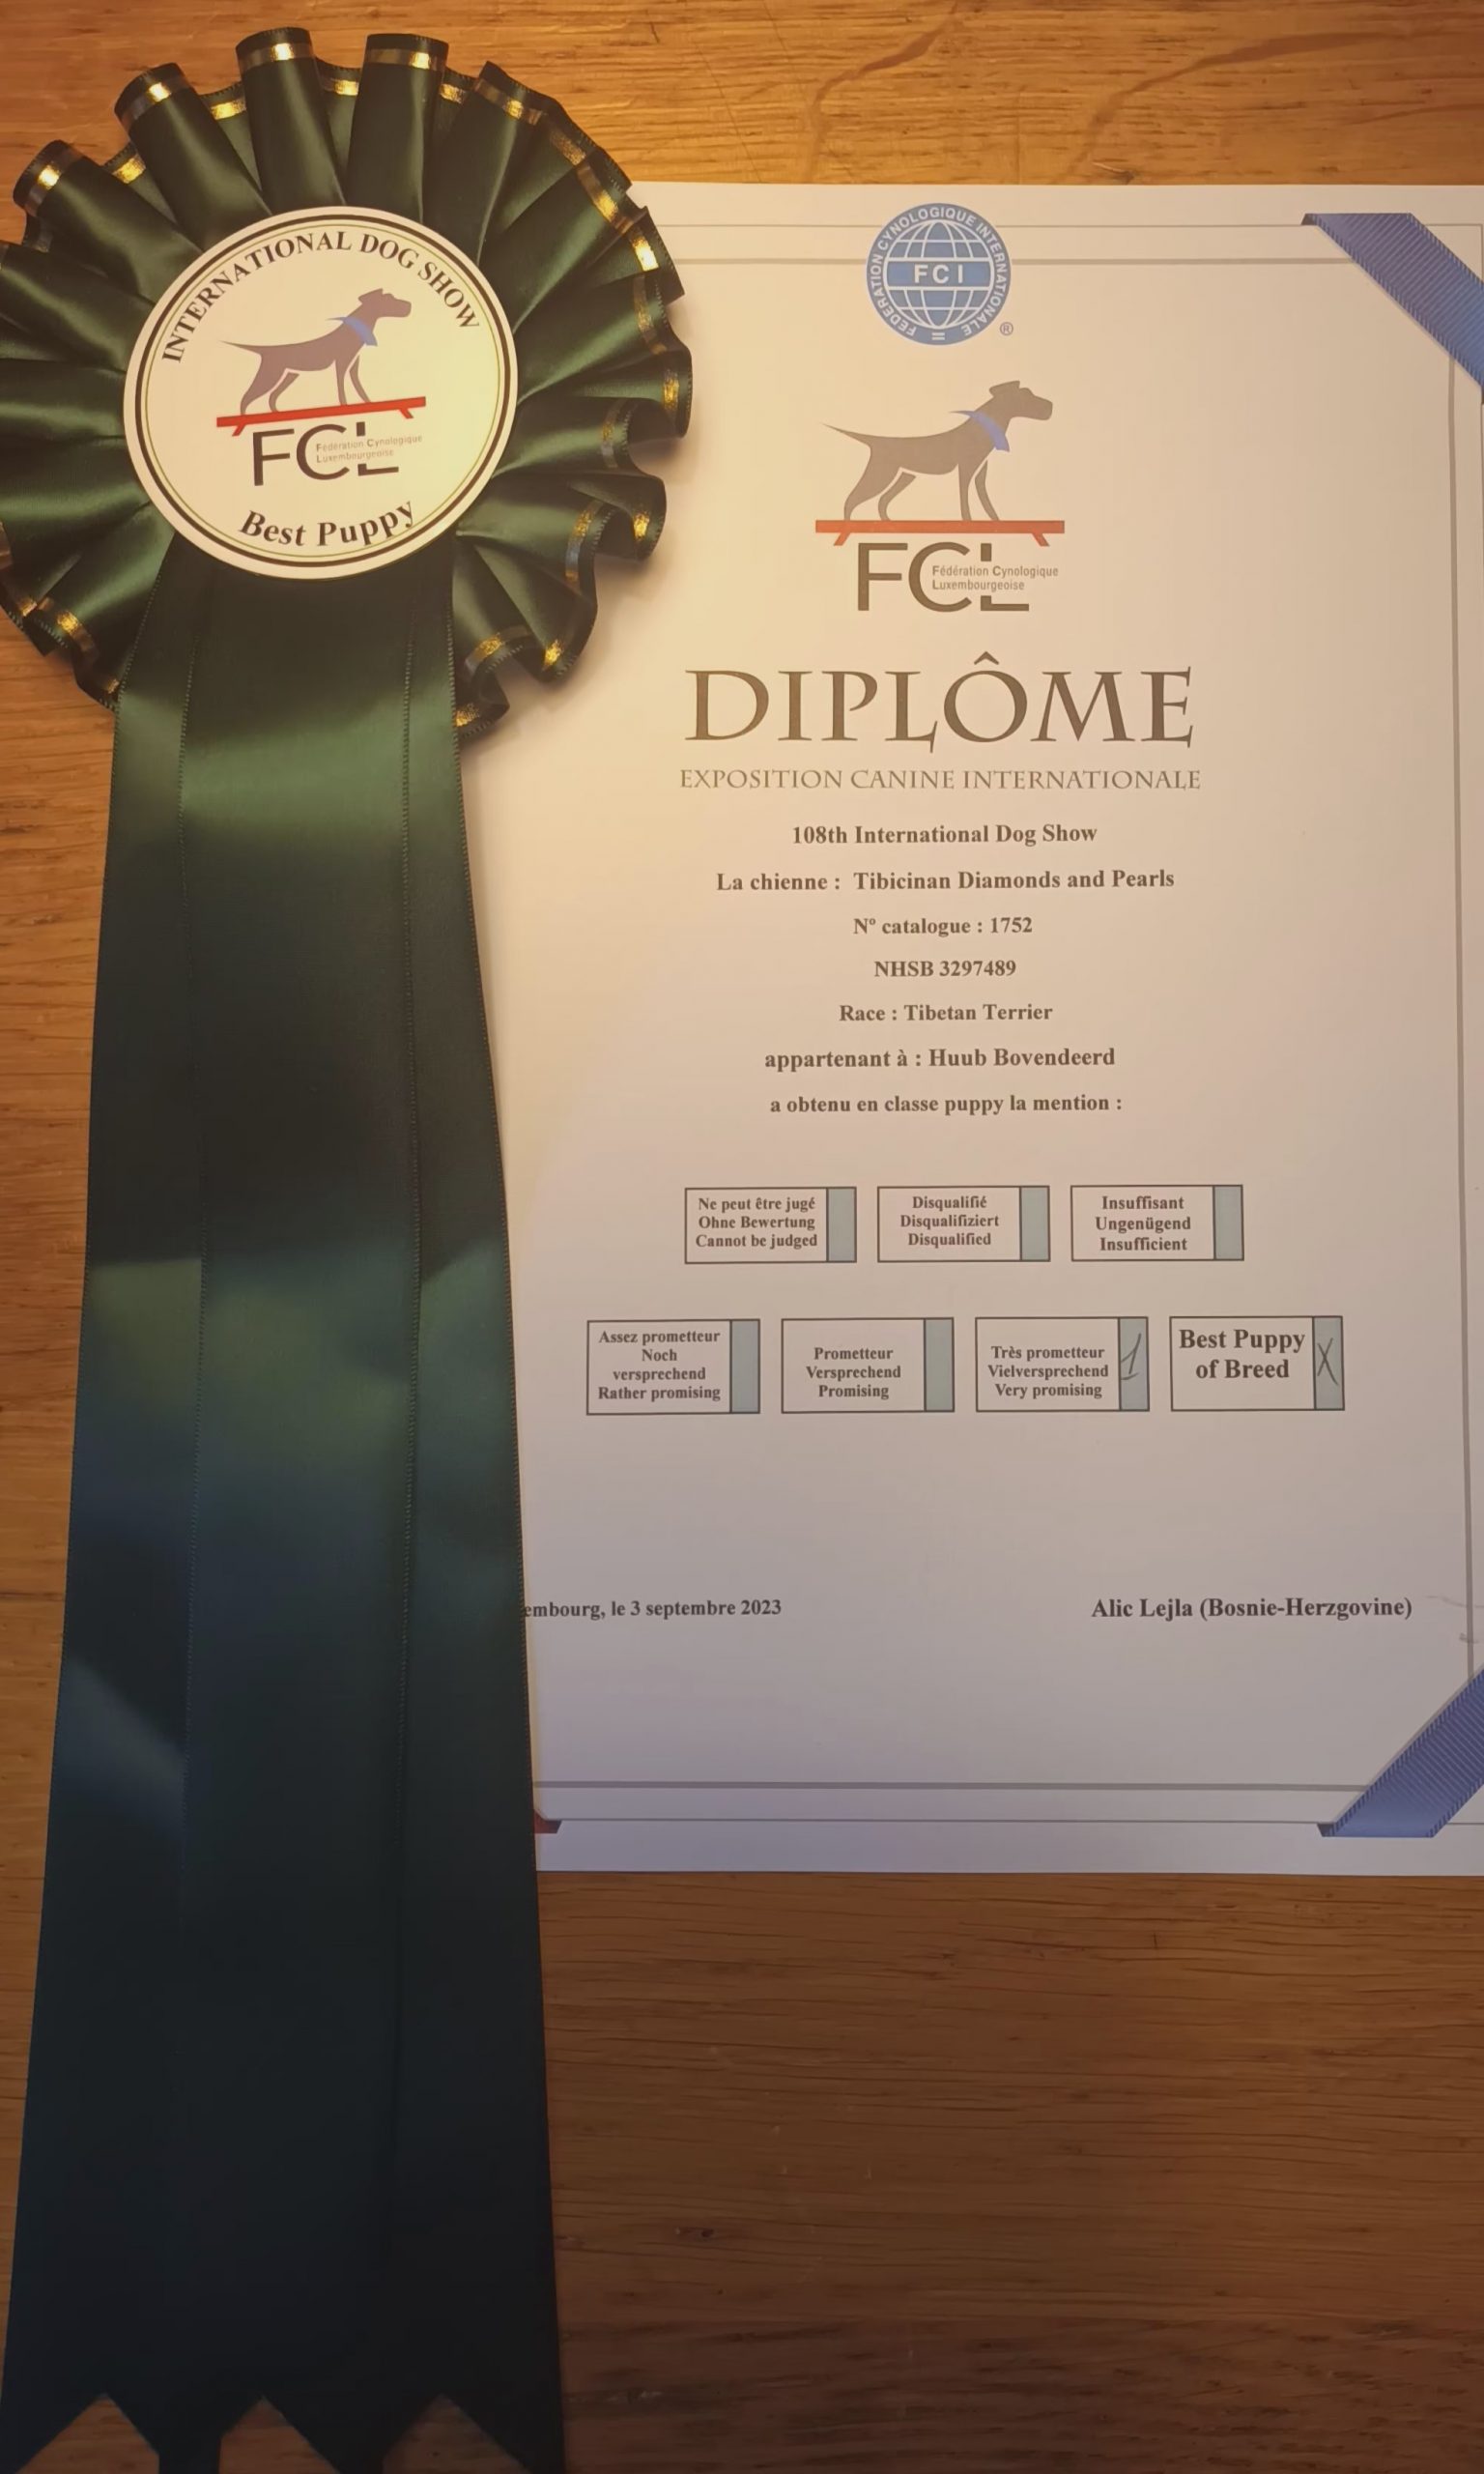 INTERNATIONAL DOG SHOW
FCL
Fédération Cynologique
Luxembourgeoise
Best Puppy
FEDERATION CYNOLOGIQUE INTERNATIONALE
FCI
®
FCL
Fédération Cynologique
Luxembourgeoise
DIPLÔME
EXPOSITION CANINE INTERNATIONALE
108th International Dog Show
La chienne : Tibicinan Diamonds and Pearls
N° catalogue : 1752
NHSB 3297489
Race : Tibetan Terrier
appartenant à : Huub Bovendeerd
a obtenu en classe puppy la mention :
Ne peut être jugé
Ohne Bewertung
Cannot be judged
Disqualifié
Disqualifiziert
Disqualified
Insuffisant
Ungenügend
Insufficient
Assez prometteur
Noch
versprechend
Rather promising
Prometteur
Versprechend
Promising
Très prometteur
Vielversprechend
Very promising
1
Best Puppy
of Breed
X
embourg, le 3 septembre 2023
Alic Lejla (Bosnie-Herzgovine)